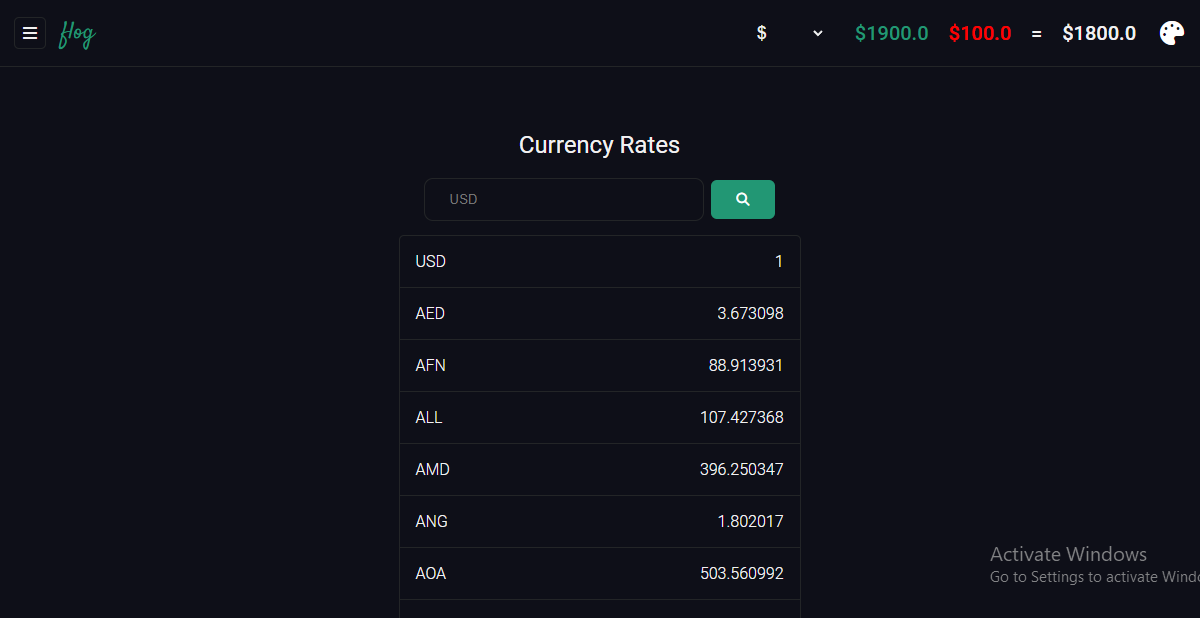 flog
$
$1900.0 $100.0 = $1800.0
Currency Rates
USD
USD 1
AED 3.673098
AFN 88.913931
ALL 107.427368
AMD 396.250347
ANG 1.802017
AOA 503.560992
Activate Windows
Go to Settings to activate Windo